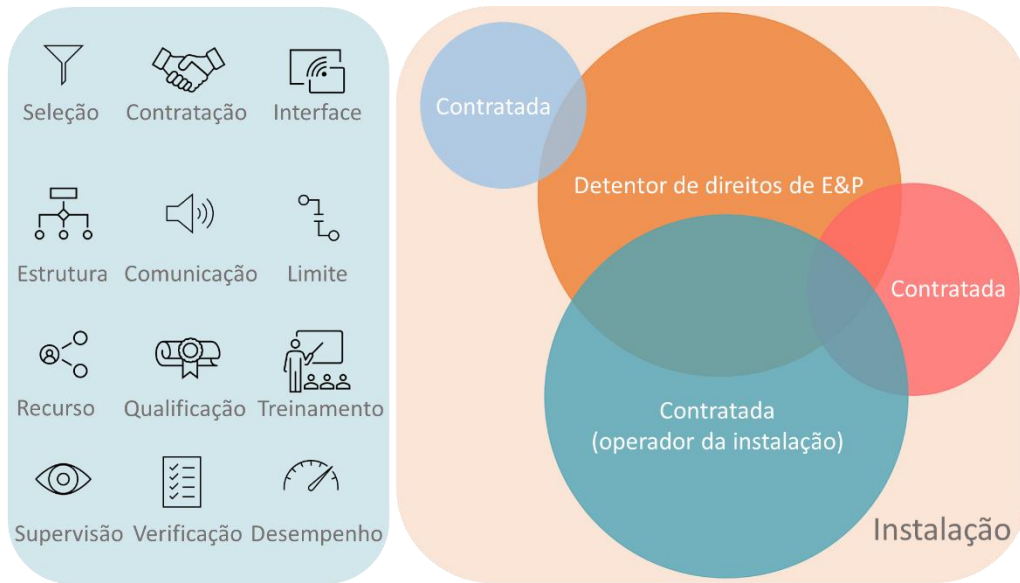 Seleção
Contratação
Interface
Estrutura
Comunicação
Limite
Recurso
Qualificação
Treinamento
Supervisão
Verificação
Desempenho
Contratada
Detentor de direitos de E&P
Contratada
Contratada
(operador da instalação)
Instalação